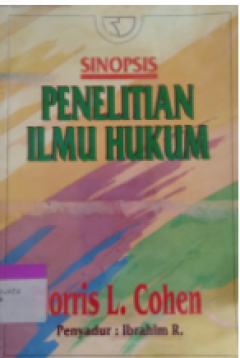 SINOPSIS
PENELITIAN
ILMU HUKUM
orris L. Cohen
Penyadur : Ibrahim R.